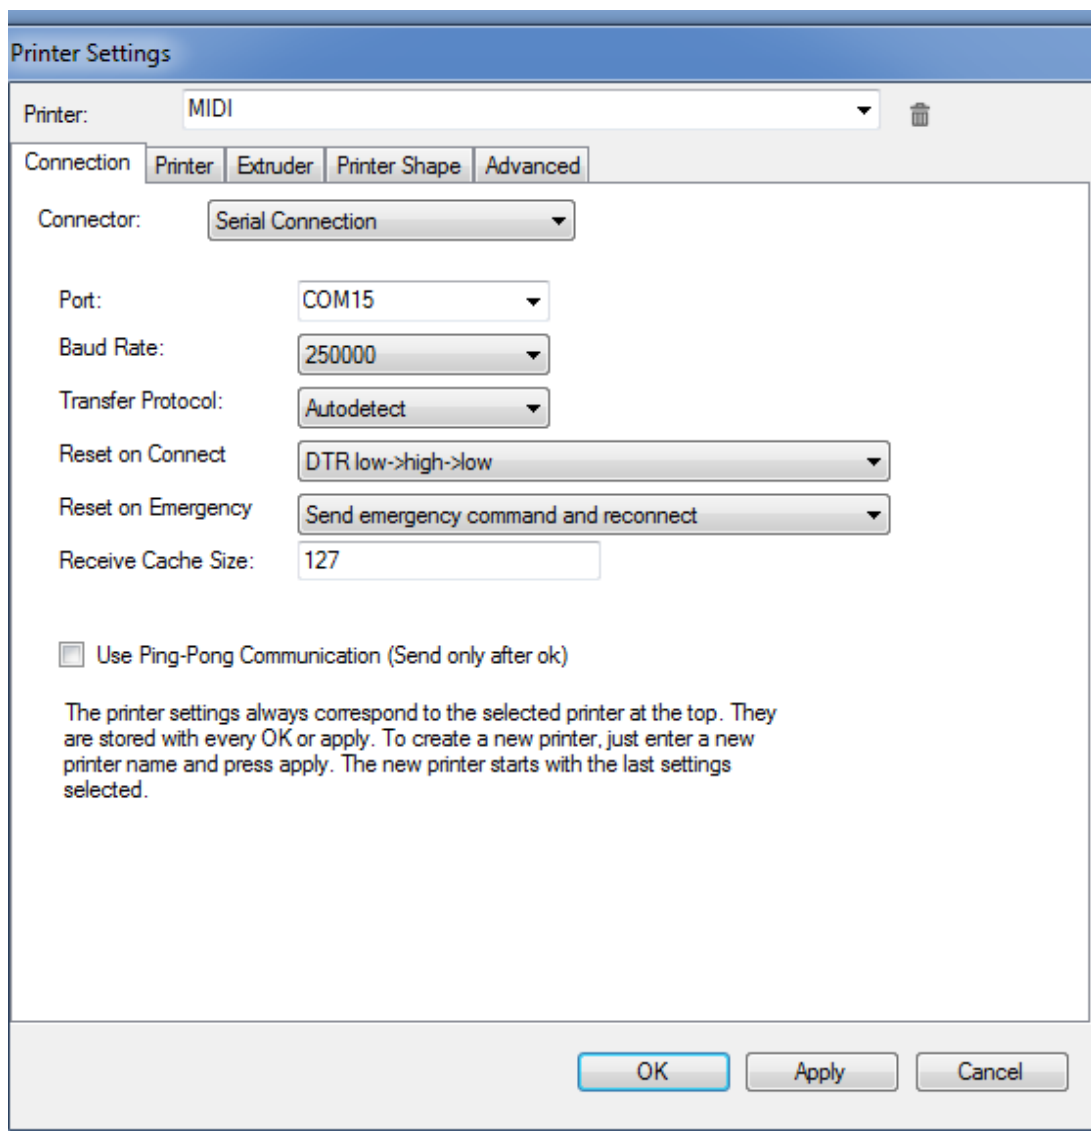 Printer Settings
Printer: MIDI
Connection Printer Extruder Printer Shape Advanced
Connector: Serial Connection
Port: COM15
Baud Rate: 250000
Transfer Protocol: Autodetect
Reset on Connect DTR low->high->low
Reset on Emergency Send emergency command and reconnect
Receive Cache Size: 127
Use Ping-Pong Communication (Send only after ok)
The printer settings always correspond to the selected printer at the top. They
are stored with every OK or apply. To create a new printer, just enter a new
printer name and press apply. The new printer starts with the last settings
selected.
OK Apply Cancel